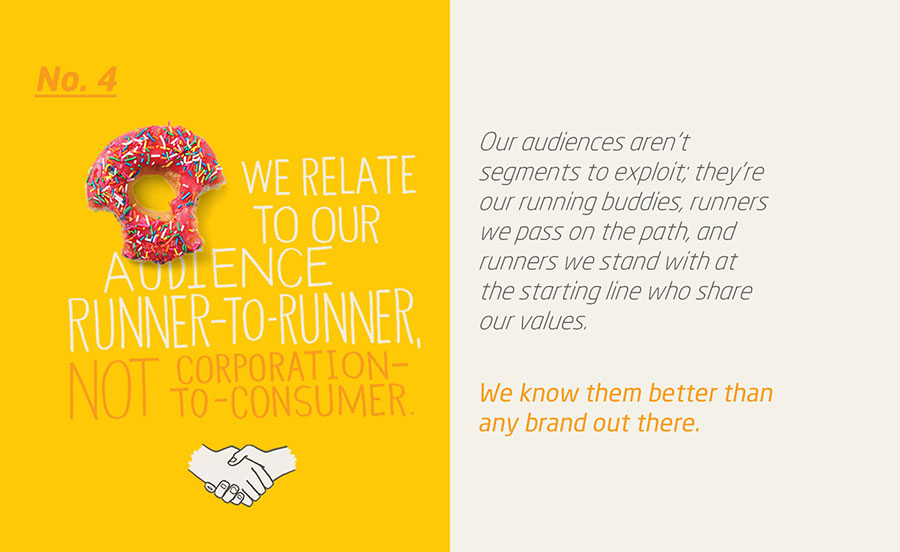 No. 4
WE RELATE
TO OUR
AUDIENCE
RUNNER-TO-RUNNER,
NOT CORPORATION-
TO-CONSUMER.
Our audiences aren't
segments to exploit; they're
our running buddies, runners
we pass on the path, and
runners we stand with at
the starting line who share
our values.
We know them better than
any brand out there.